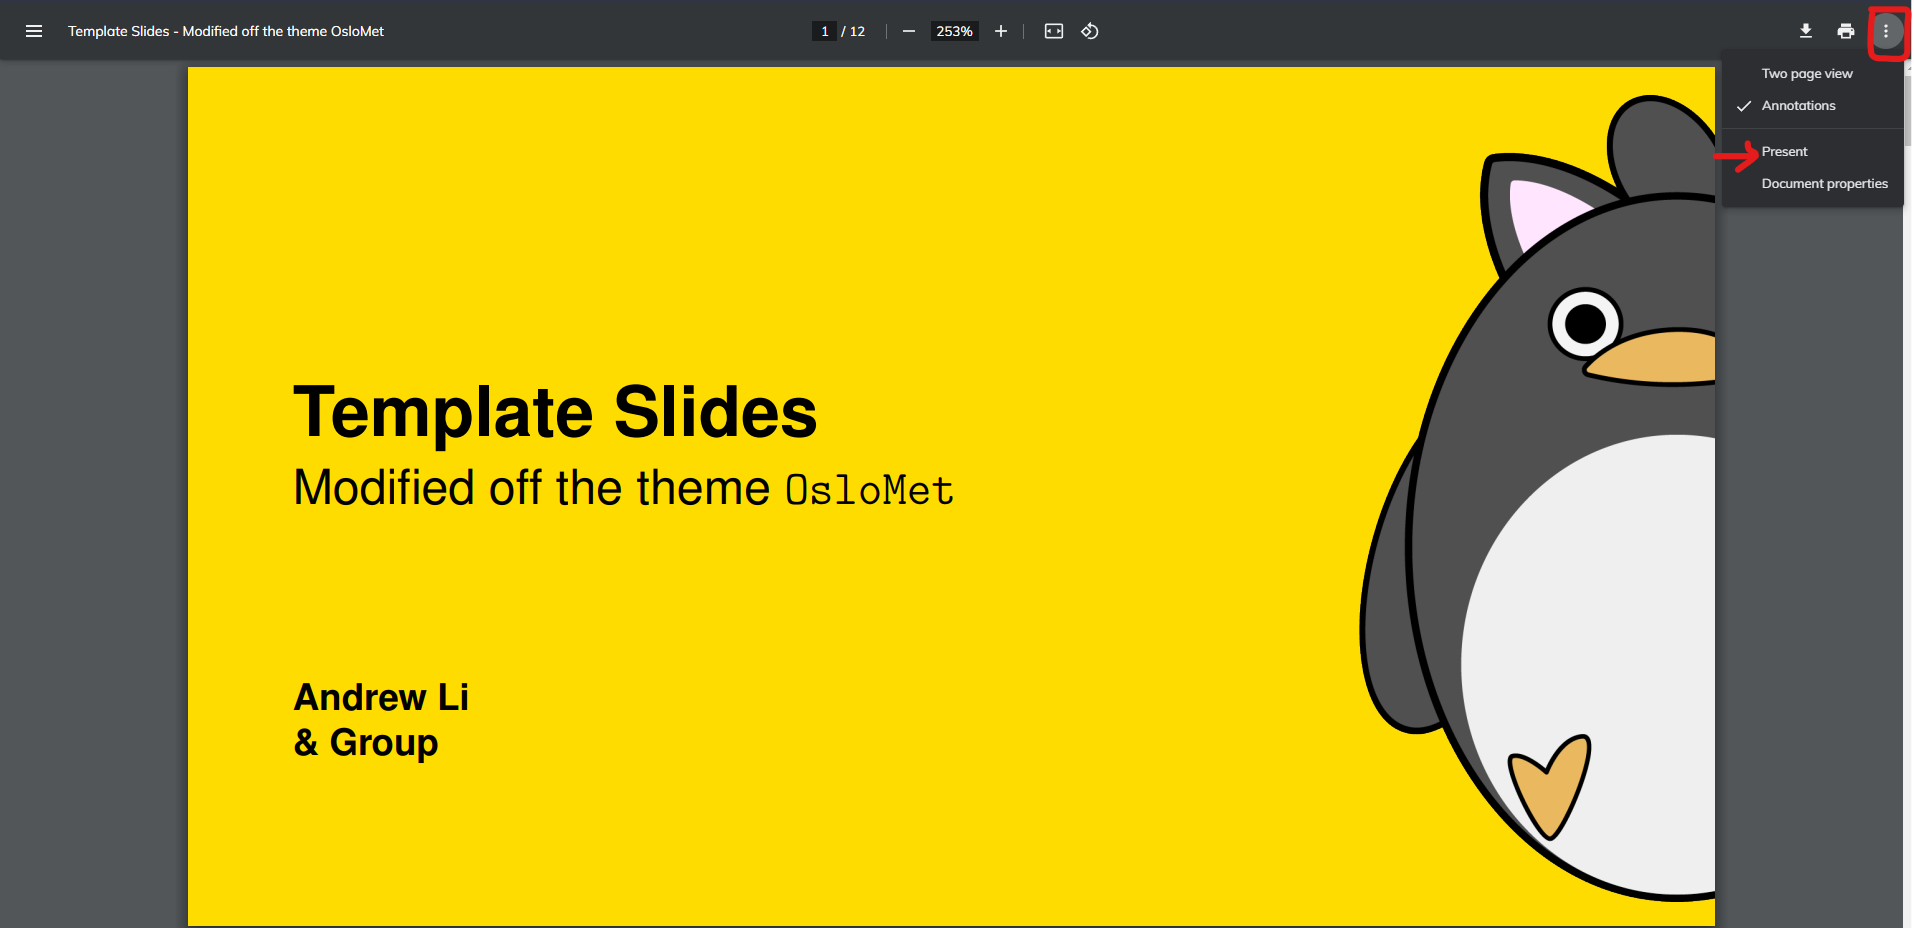 Template Slides - Modified off the theme OsloMet
1 / 12
253%
Two page view
Annotations
Present
Document properties
Template Slides
Modified off the theme OsloMet
Andrew Li
& Group